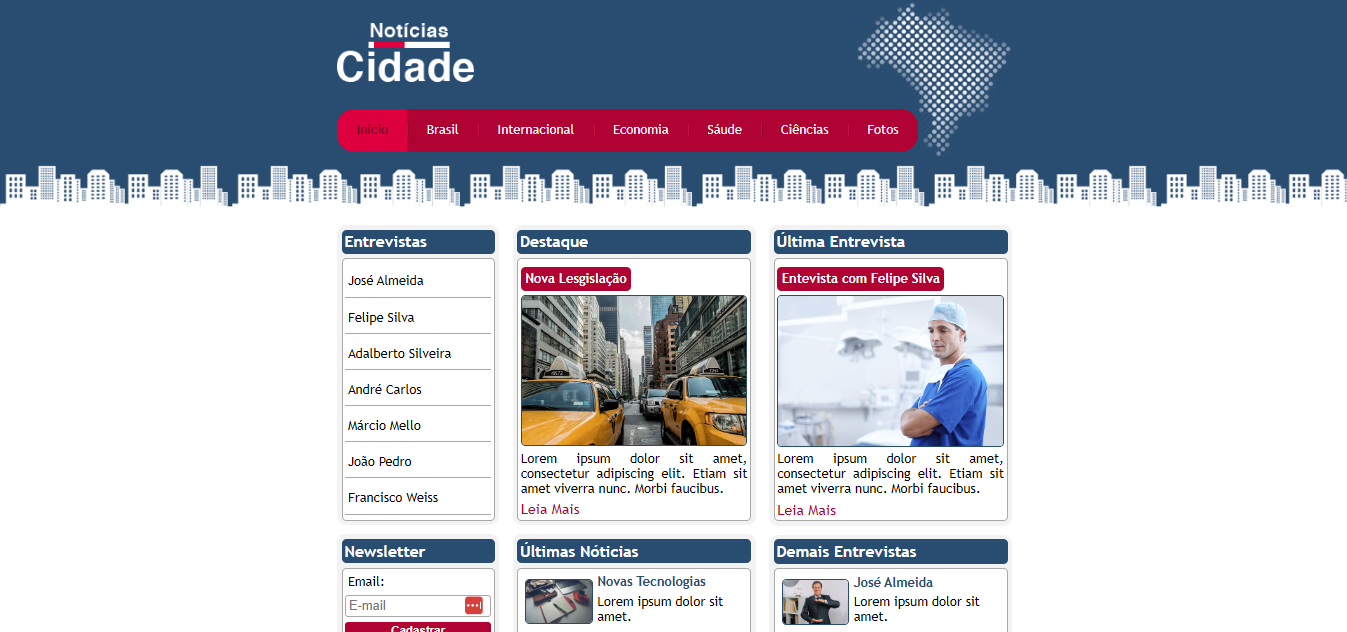 Notícias
Cidade
Início Brasil Internacional Economia Sáude Ciências Fotos
Entrevistas
José Almeida
Felipe Silva
Adalberto Silveira
André Carlos
Márcio Mello
João Pedro
Francisco Weiss
Destaque
Nova Lesgislação
Lorem ipsum dolor sit amet,
consectetur adipiscing elit. Etiam sit
amet viverra nunc. Morbi faucibus.
Leia Mais
Última Entrevista
Entevista com Felipe Silva
Lorem ipsum dolor sit amet,
consectetur adipiscing elit. Etiam sit
amet viverra nunc. Morbi faucibus.
Leia Mais
Newsletter
Email:
E-mail
Cadastrar
Últimas Nóticias
Novas Tecnologias
Lorem ipsum dolor sit
amet.
Demais Entrevistas
José Almeida
Lorem ipsum dolor sit
amet.